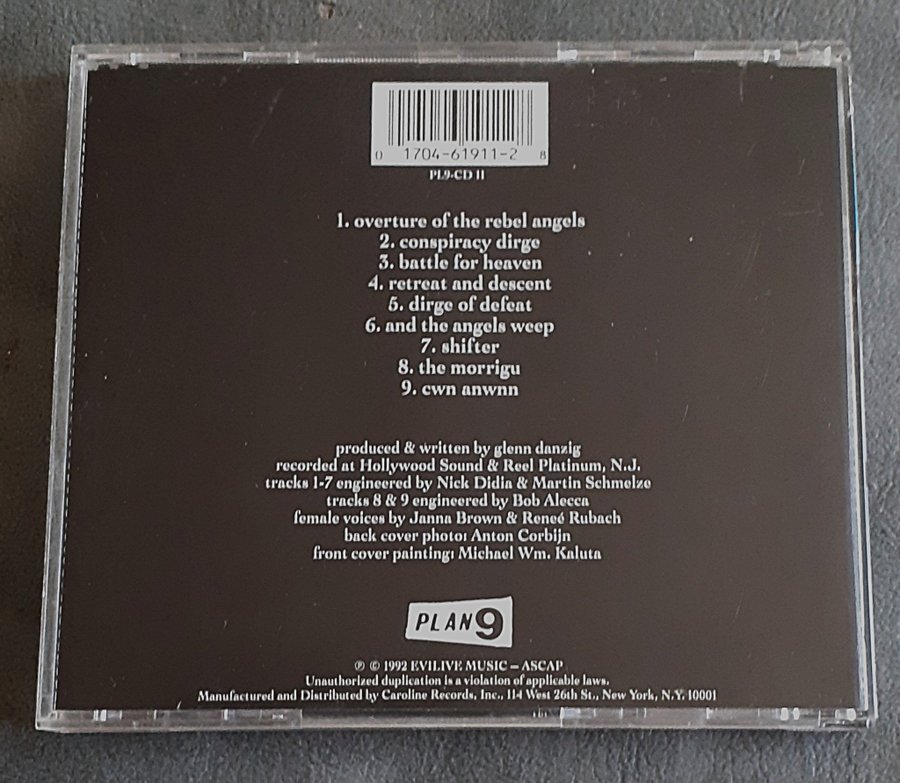 0 1704-61911-2 8
PL9-CD 11
1. overture of the rebel angels
2. conspiracy dirge
3. battle for heaven
4. retreat and descent
5. dirge of defeat
6. and the angels weep
7. shifter
8. the morrigu
9. cwn anwnn
produced & written by glenn danzig
recorded at Hollywood Sound & Reel Platinum, N.J.
tracks 1-7 engineered by Nick Didia & Martin Schmelze
tracks 8 & 9 engineered by Bob Alecca
female voices by Janna Brown & Reneé Rubach
back cover photo: Anton Corbijn
front cover painting: Michael Wm. Kaluta
PLAN 9
℗ © 1992 EVILIVE MUSIC – ASCAP
Unauthorized duplication is a violation of applicable laws.
Manufactured and Distributed by Caroline Records, Inc., 114 West 26th St., New York, N.Y. 10001